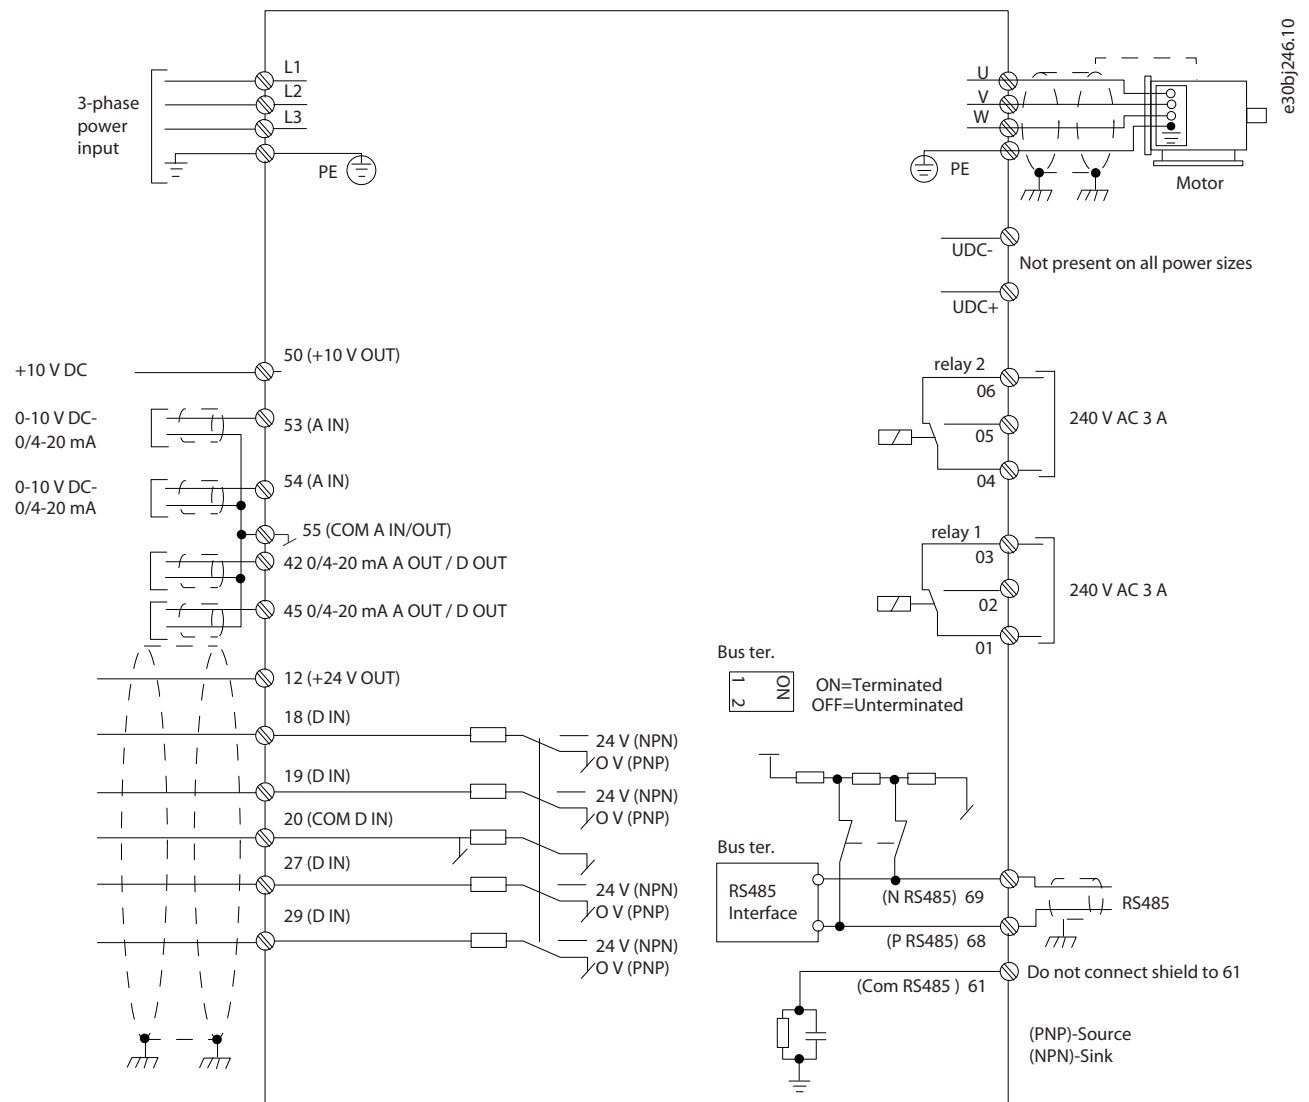 e30bj246.10
3-phase
power
input
L1
L2
L3
PE
U
V
W
PE
Motor
UDC-
Not present on all power sizes
UDC+
+10 V DC
50 (+10 V OUT)
0-10 V DC-
0/4-20 mA
53 (A IN)
0-10 V DC-
0/4-20 mA
54 (A IN)
55 (COM A IN/OUT)
42 0/4-20 mA A OUT / D OUT
45 0/4-20 mA A OUT / D OUT
12 (+24 V OUT)
18 (D IN)
24 V (NPN)
O V (PNP)
19 (D IN)
24 V (NPN)
O V (PNP)
20 (COM D IN)
27 (D IN)
24 V (NPN)
O V (PNP)
29 (D IN)
24 V (NPN)
O V (PNP)
relay 2
06
05
04
240 V AC 3 A
relay 1
03
02
01
240 V AC 3 A
Bus ter.
1
2
ON
ON=Terminated
OFF=Unterminated
Bus ter.
RS485
Interface
(N RS485) 69
RS485
(P RS485) 68
(Com RS485 ) 61
Do not connect shield to 61
(PNP)-Source
(NPN)-Sink